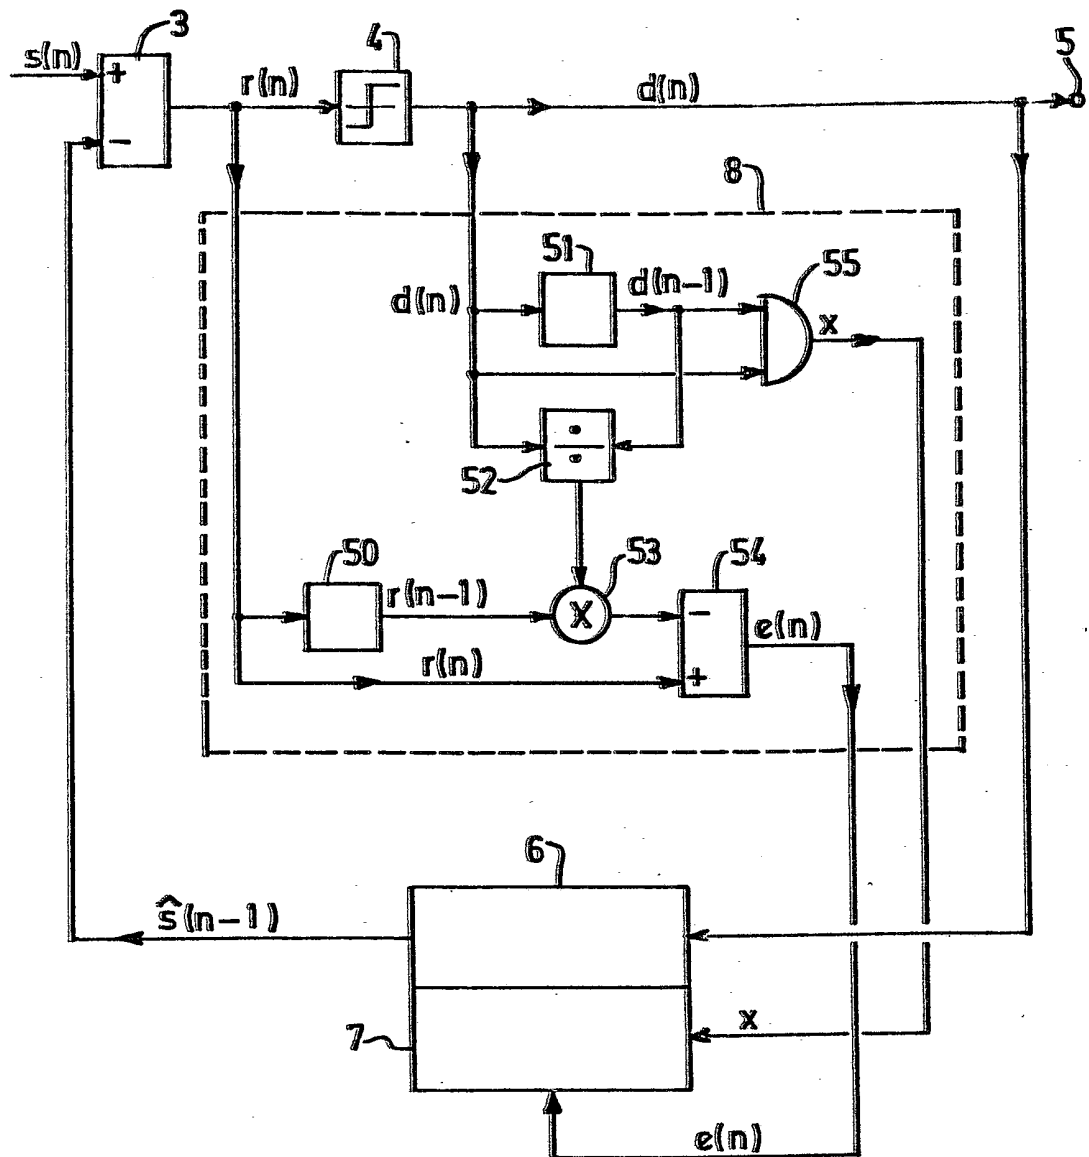 3
4
5
s(n)
+
r(n)
d(n)
−
8
51
d(n-1)
55
d(n)
x
÷
52
50
53
54
r(n-1)
X
−
e(n)
r(n)
+
6
ŝ(n-1)
7
x
e(n)